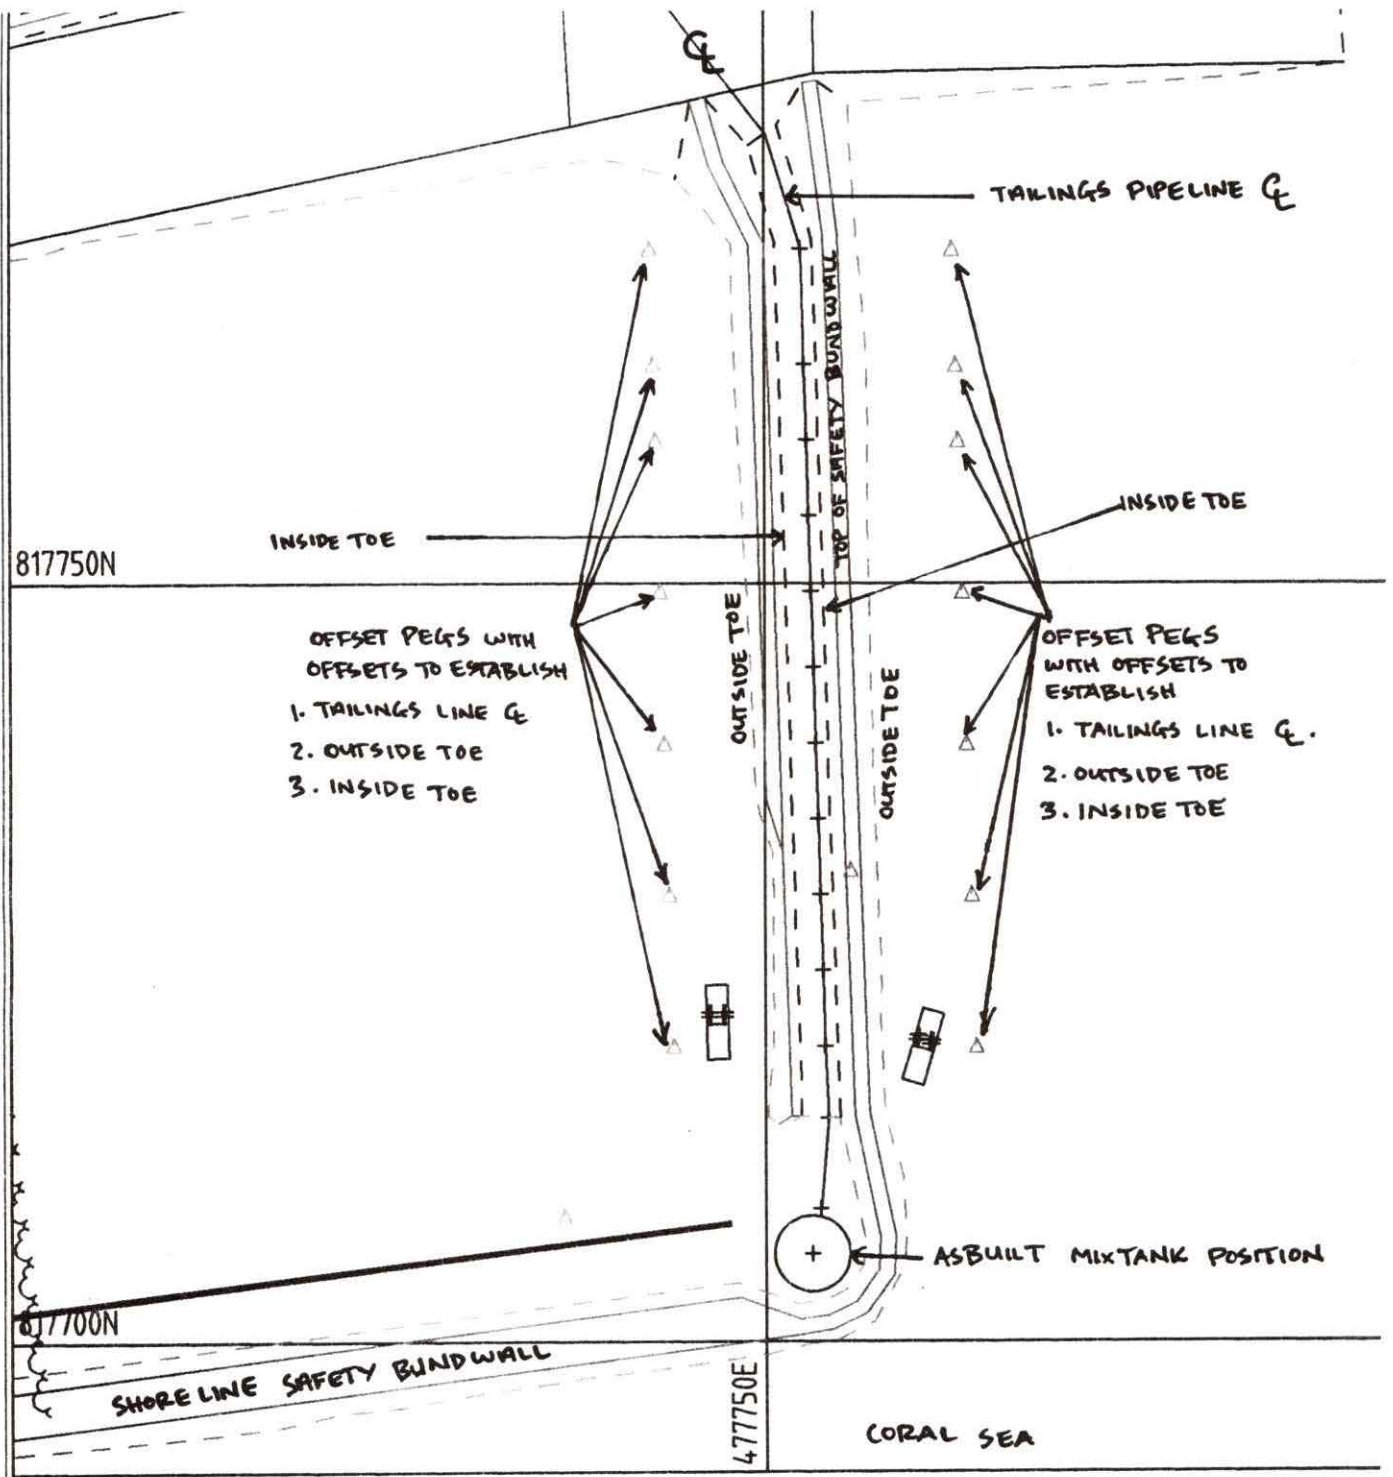 ℄
TAILINGS PIPELINE ℄
TOP OF SAFETY BUNDWALL
INSIDE TOE
INSIDE TOE
817750N
OUTSIDE TOE
OUTSIDE TOE
OFFSET PEGS WITH
OFFSETS TO ESTABLISH
1. TAILINGS LINE ℄
2. OUTSIDE TOE
3. INSIDE TOE
OFFSET PEGS
WITH OFFSETS TO
ESTABLISH
1. TAILINGS LINE ℄.
2. OUTSIDE TOE
3. INSIDE TOE
ASBUILT MIXTANK POSITION
817700N
SHORELINE SAFETY BUNDWALL
477750E
CORAL SEA